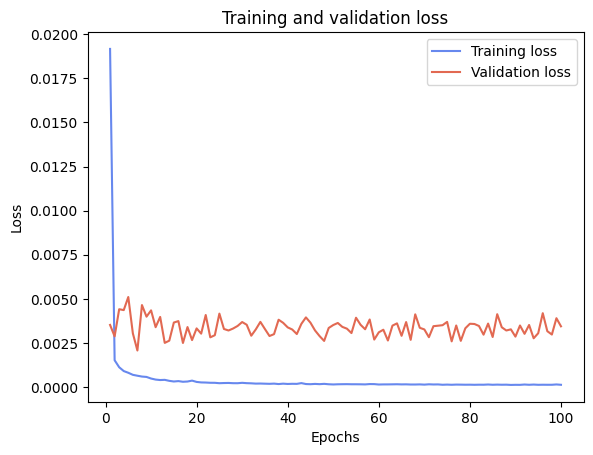 Training and validation loss
0.0200
0.0175
0.0150
0.0125
0.0100
0.0075
0.0050
0.0025
0.0000
Loss
Training loss
Validation loss
0 20 40 60 80 100
Epochs